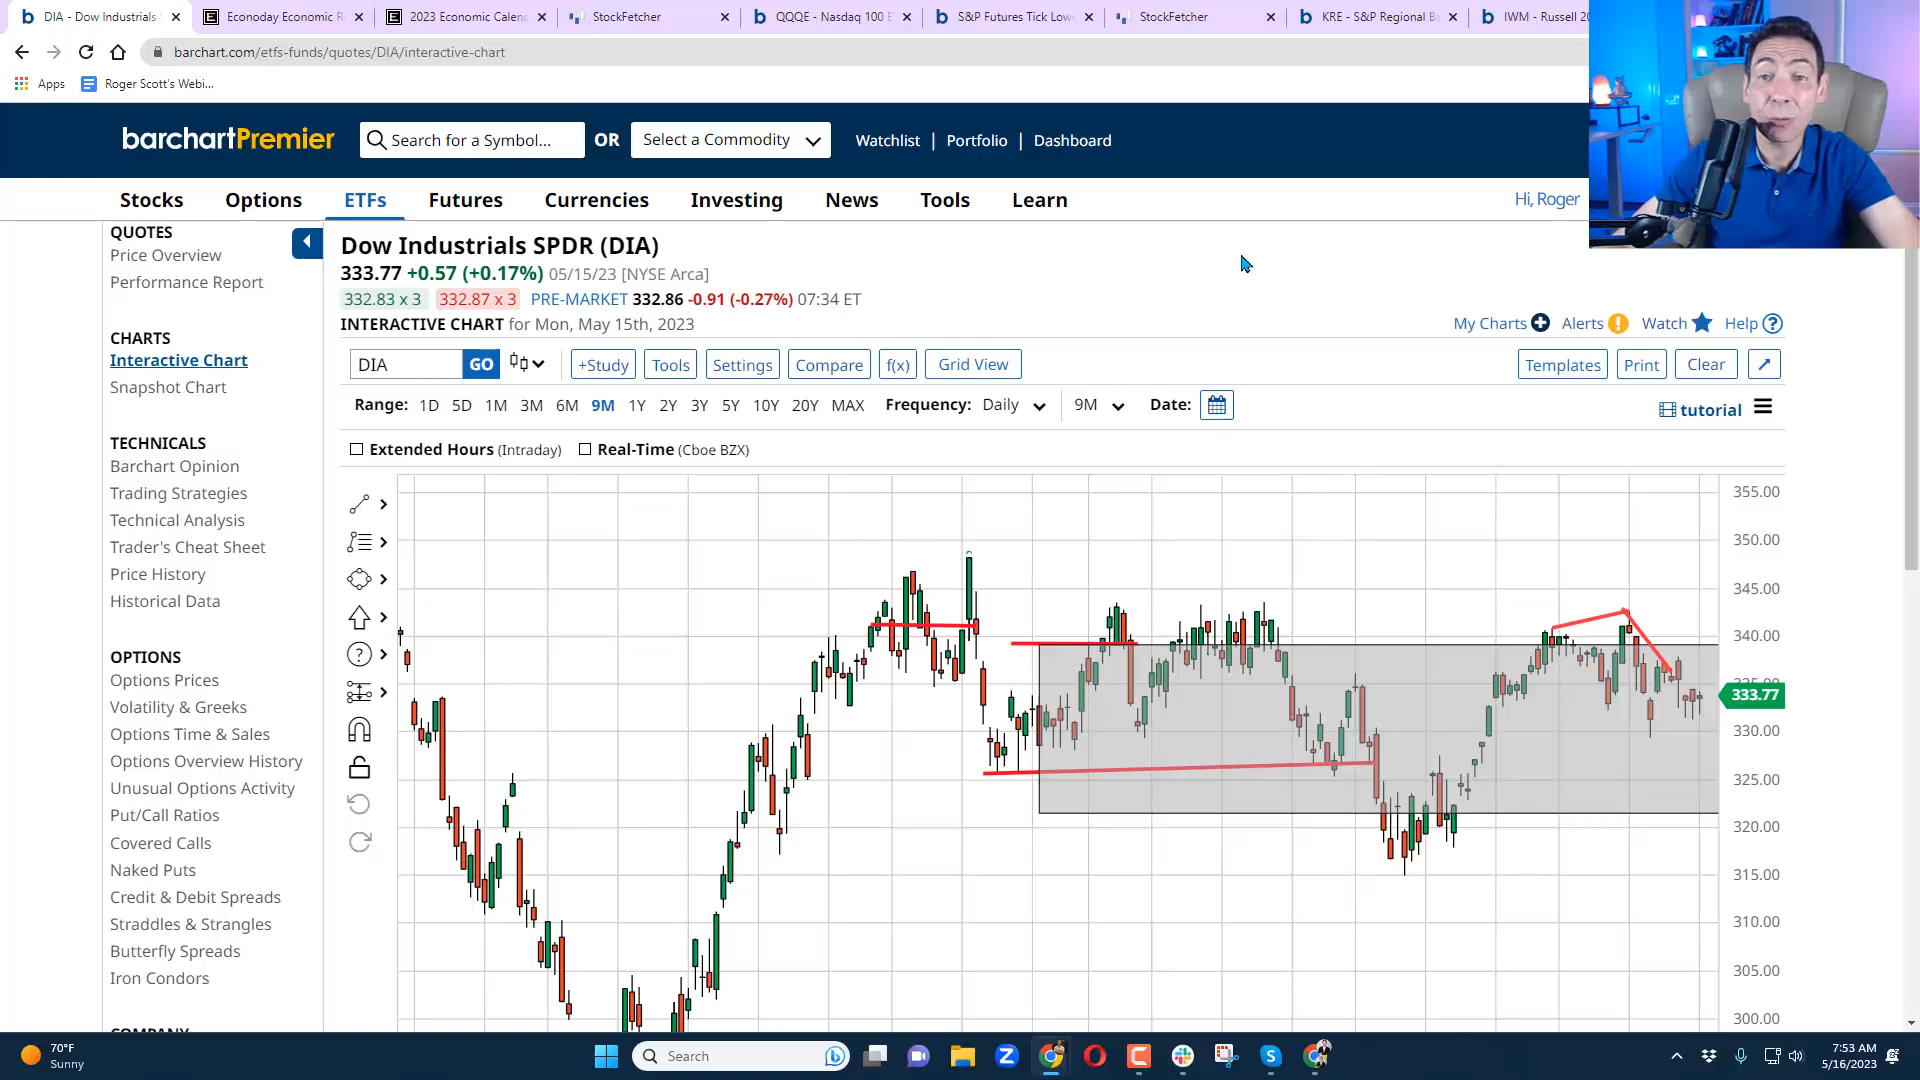 DIA - Dow Industrials S
Econoday Economic R
2023 Economic Calen
StockFetcher
QQQE - Nasdaq 100 E
S&P Futures Tick Low
StockFetcher
KRE - S&P Regional B
IWM - Russell 20
barchart.com/etfs-funds/quotes/DIA/interactive-chart
Apps
Roger Scott's Webi...
barchartPremier
Search for a Symbol...
OR
Select a Commodity
Watchlist | Portfolio | Dashboard
Stocks Options ETFs Futures Currencies Investing News Tools Learn
Hi, Roger
QUOTES
Price Overview
Performance Report
CHARTS
Interactive Chart
Snapshot Chart
TECHNICALS
Barchart Opinion
Trading Strategies
Technical Analysis
Trader's Cheat Sheet
Price History
Historical Data
OPTIONS
Options Prices
Volatility & Greeks
Options Time & Sales
Options Overview History
Unusual Options Activity
Put/Call Ratios
Covered Calls
Naked Puts
Credit & Debit Spreads
Straddles & Strangles
Butterfly Spreads
Iron Condors
COMPANY
Dow Industrials SPDR (DIA)
333.77 +0.57 (+0.17%) 05/15/23 [NYSE Arca]
332.83 x 3 332.87 x 3 PRE-MARKET 332.86 -0.91 (-0.27%) 07:34 ET
INTERACTIVE CHART for Mon, May 15th, 2023
My Charts Alerts Watch Help
DIA GO +Study Tools Settings Compare f(x) Grid View
Templates Print Clear
Range: 1D 5D 1M 3M 6M 9M 1Y 2Y 3Y 5Y 10Y 20Y MAX Frequency: Daily 9M Date:
tutorial
Extended Hours (Intraday) Real-Time (Cboe BZX)
355.00
350.00
345.00
340.00
333.77
330.00
325.00
320.00
315.00
310.00
305.00
300.00
70°F
Sunny
Search
7:53 AM
5/16/2023